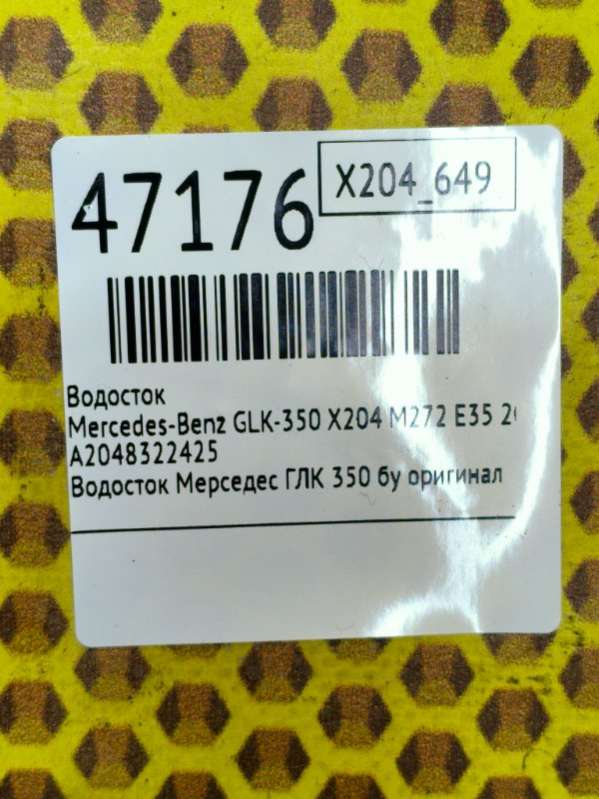 47176
X204_649
Водосток
Mercedes-Benz GLK-350 X204 M272 E35
A2048322425
Водосток Мерседес ГЛК 350 бу оригинал